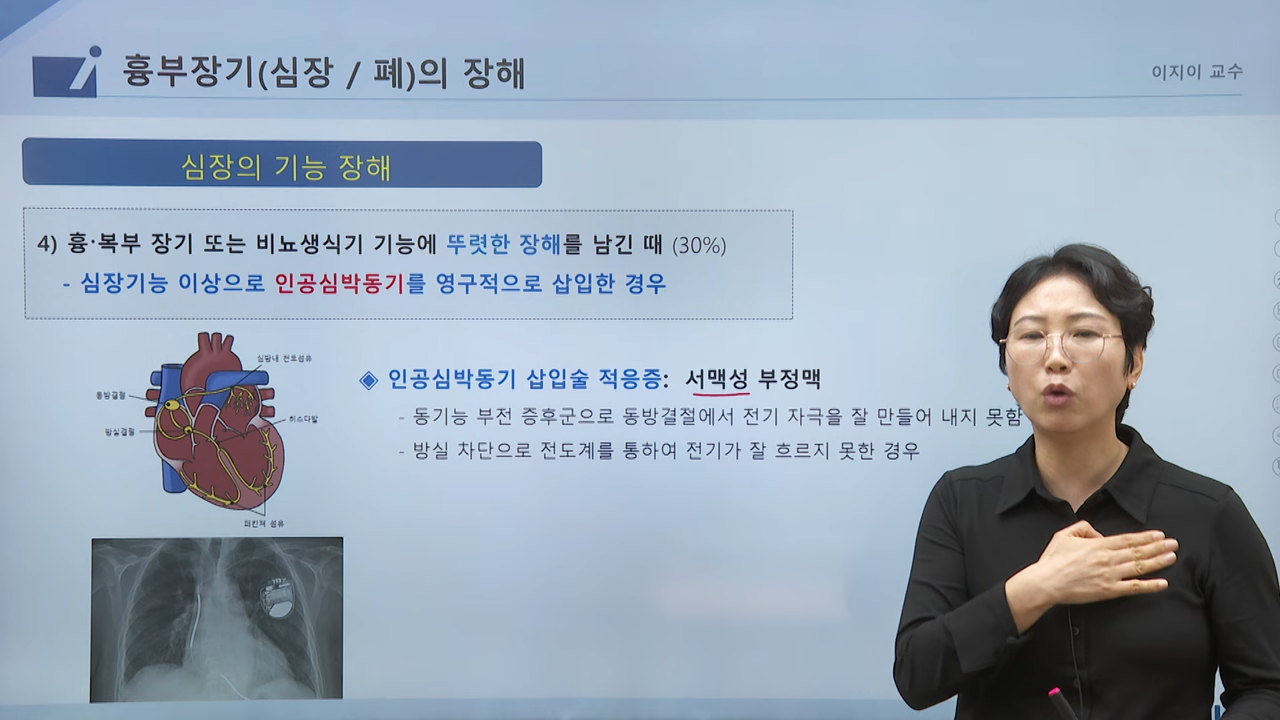 흉부장기(심장 / 폐)의 장해
이지이 교수
심장의 기능 장해
4) 흉·복부 장기 또는 비뇨생식기 기능에 뚜렷한 장해를 남긴 때 (30%)
- 심장기능 이상으로 인공심박동기를 영구적으로 삽입한 경우
심방내 전도섬유
동방결절
히스다발
방실결절
퍼킨제 섬유
◈ 인공심박동기 삽입술 적응증: 서맥성 부정맥
- 동기능 부전 증후군으로 동방결절에서 전기 자극을 잘 만들어 내지 못함
- 방실 차단으로 전도계를 통하여 전기가 잘 흐르지 못한 경우